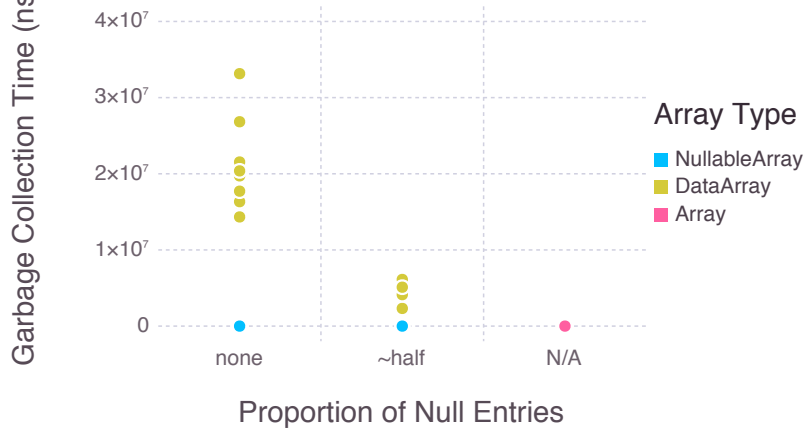 Garbage Collection Time (ns
4×10⁷
3×10⁷
2×10⁷
1×10⁷
0
none ~half N/A
Proportion of Null Entries
Array Type
NullableArray
DataArray
Array